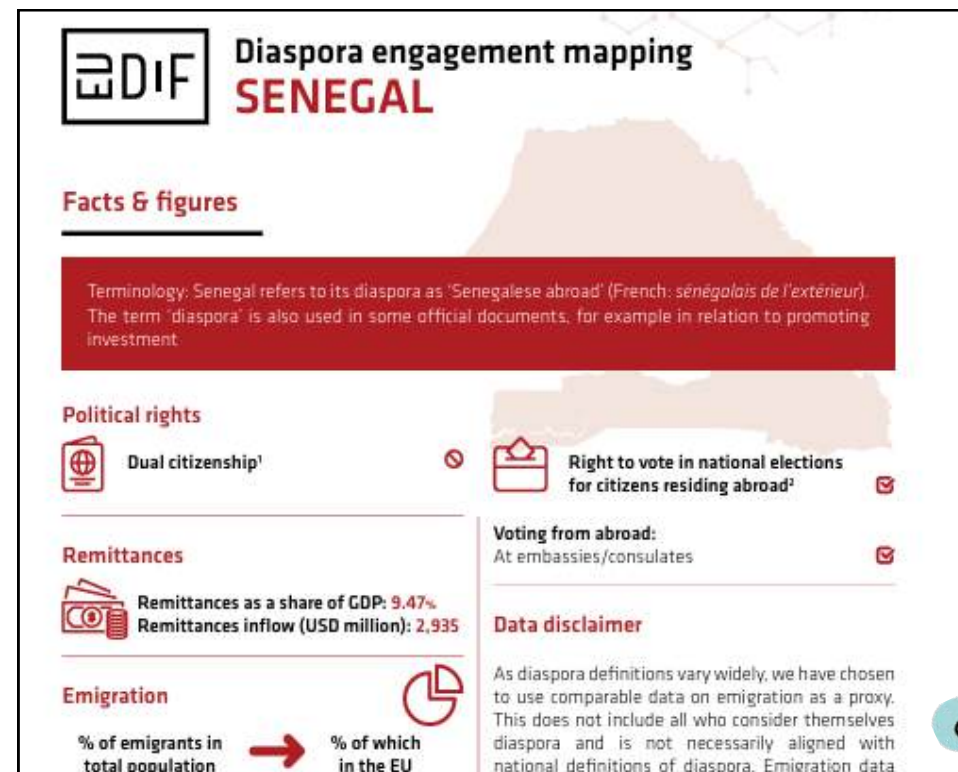 EUDiF
Diaspora engagement mapping
SENEGAL
Facts & figures
Terminology: Senegal refers to its diaspora as 'Senegalese abroad' (French: sénégalais de l'extérieur).
The term 'diaspora' is also used in some official documents, for example in relation to promoting
investment
Political rights
Dual citizenship¹
Right to vote in national elections
for citizens residing abroad²
Voting from abroad:
At embassies/consulates
Remittances
Remittances as a share of GDP: 9.47%
Remittances inflow (USD million): 2,935
Emigration
% of emigrants in
total population
% of which
in the EU
Data disclaimer
As diaspora definitions vary widely, we have chosen
to use comparable data on emigration as a proxy.
This does not include all who consider themselves
diaspora and is not necessarily aligned with
national definitions of diaspora. Emigration data